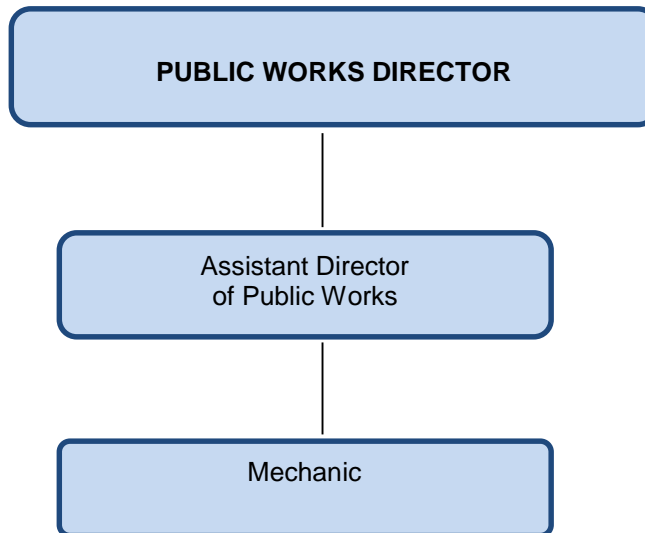 PUBLIC WORKS DIRECTOR
Assistant Director
of Public Works
Mechanic